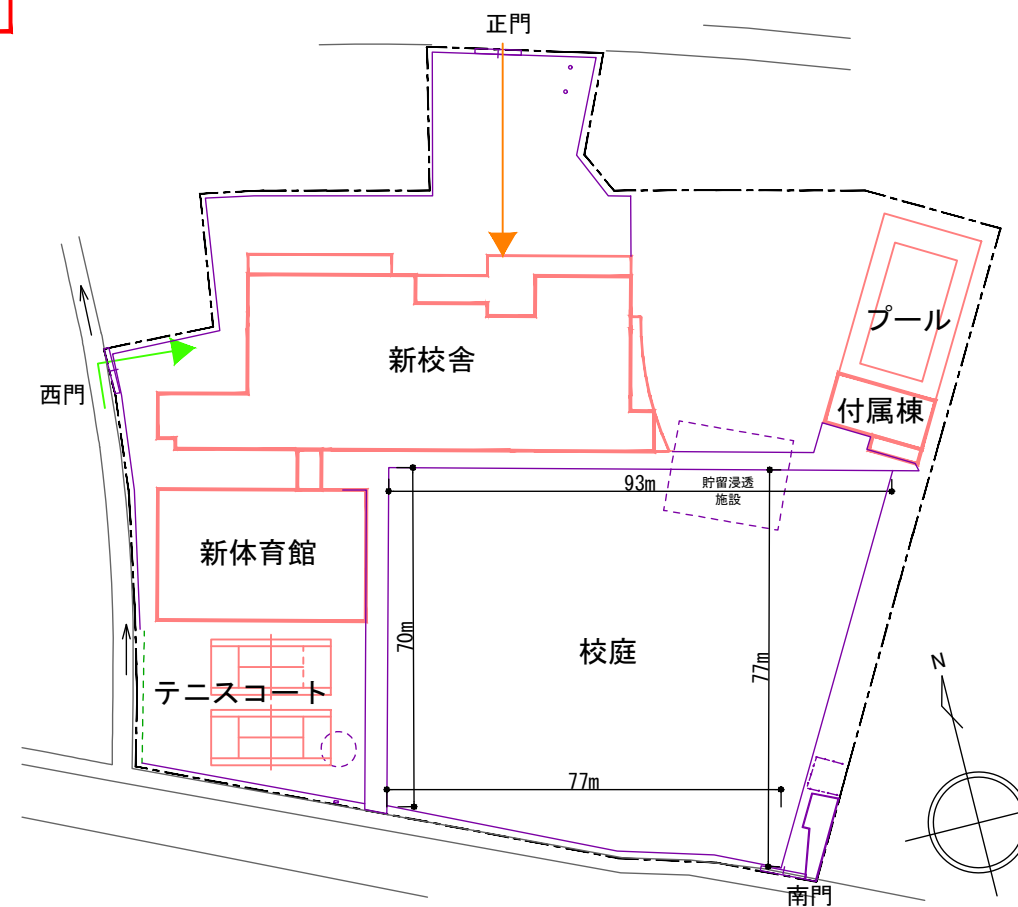 正門
プール
新校舎
西門
付属棟
93m
貯留浸透
施設
新体育館
70m
校庭
77m
テニスコート
N
77m
南門